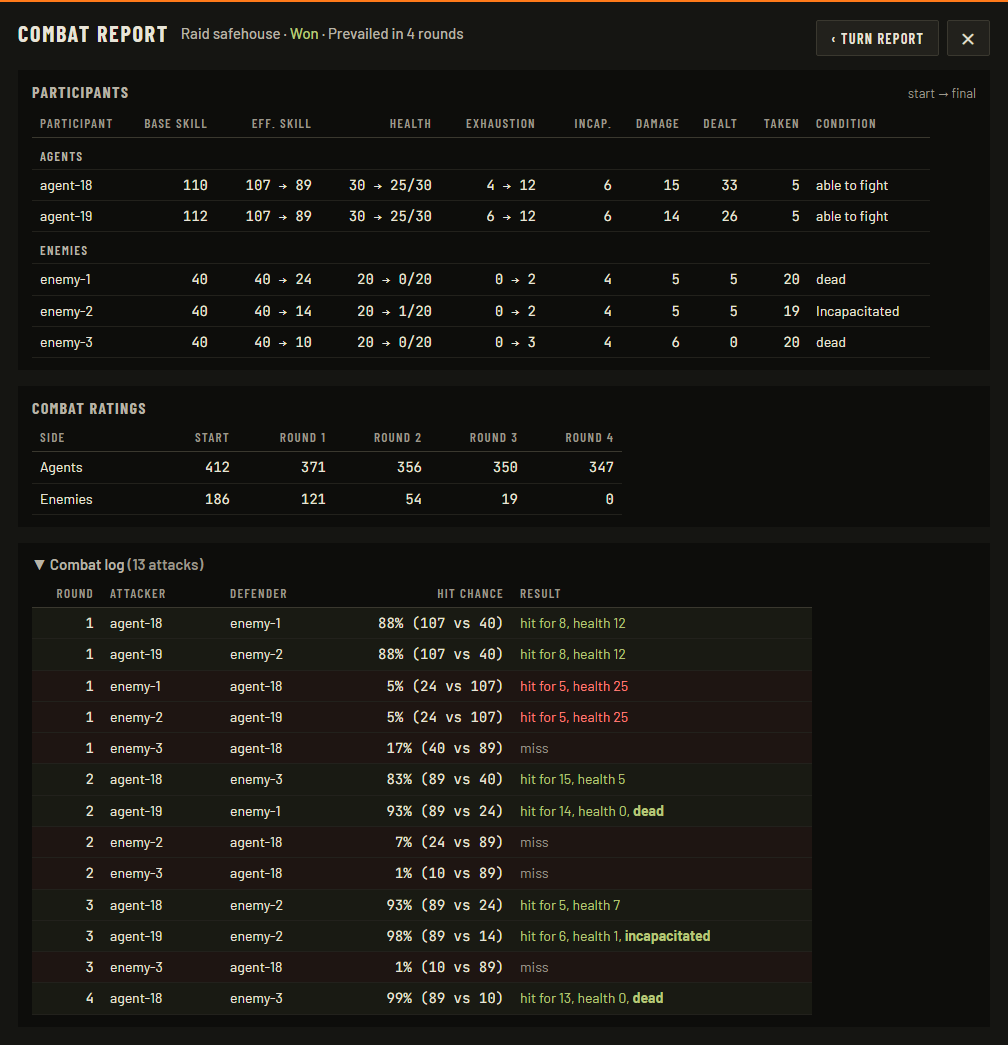 COMBAT REPORT Raid safehouse · Won · Prevailed in 4 rounds ‹ TURN REPORT ✕
PARTICIPANTS start → final
PARTICIPANT BASE SKILL EFF. SKILL HEALTH EXHAUSTION INCAP. DAMAGE DEALT TAKEN CONDITION
AGENTS
agent-18 110 107 → 89 30 → 25/30 4 → 12 6 15 33 5 able to fight
agent-19 112 107 → 89 30 → 25/30 6 → 12 6 14 26 5 able to fight
ENEMIES
enemy-1 40 40 → 24 20 → 0/20 0 → 2 4 5 5 20 dead
enemy-2 40 40 → 14 20 → 1/20 0 → 2 4 5 5 19 Incapacitated
enemy-3 40 40 → 10 20 → 0/20 0 → 3 4 6 0 20 dead
COMBAT RATINGS
SIDE START ROUND 1 ROUND 2 ROUND 3 ROUND 4
Agents 412 371 356 350 347
Enemies 186 121 54 19 0
▼ Combat log (13 attacks)
ROUND ATTACKER DEFENDER HIT CHANCE RESULT
1 agent-18 enemy-1 88% (107 vs 40) hit for 8, health 12
1 agent-19 enemy-2 88% (107 vs 40) hit for 8, health 12
1 enemy-1 agent-18 5% (24 vs 107) hit for 5, health 25
1 enemy-2 agent-19 5% (24 vs 107) hit for 5, health 25
1 enemy-3 agent-18 17% (40 vs 89) miss
2 agent-18 enemy-3 83% (89 vs 40) hit for 15, health 5
2 agent-19 enemy-1 93% (89 vs 24) hit for 14, health 0, dead
2 enemy-2 agent-18 7% (24 vs 89) miss
2 enemy-3 agent-18 1% (10 vs 89) miss
3 agent-18 enemy-2 93% (89 vs 24) hit for 5, health 7
3 agent-19 enemy-2 98% (89 vs 14) hit for 6, health 1, incapacitated
3 enemy-3 agent-18 1% (10 vs 89) miss
4 agent-18 enemy-3 99% (89 vs 10) hit for 13, health 0, dead